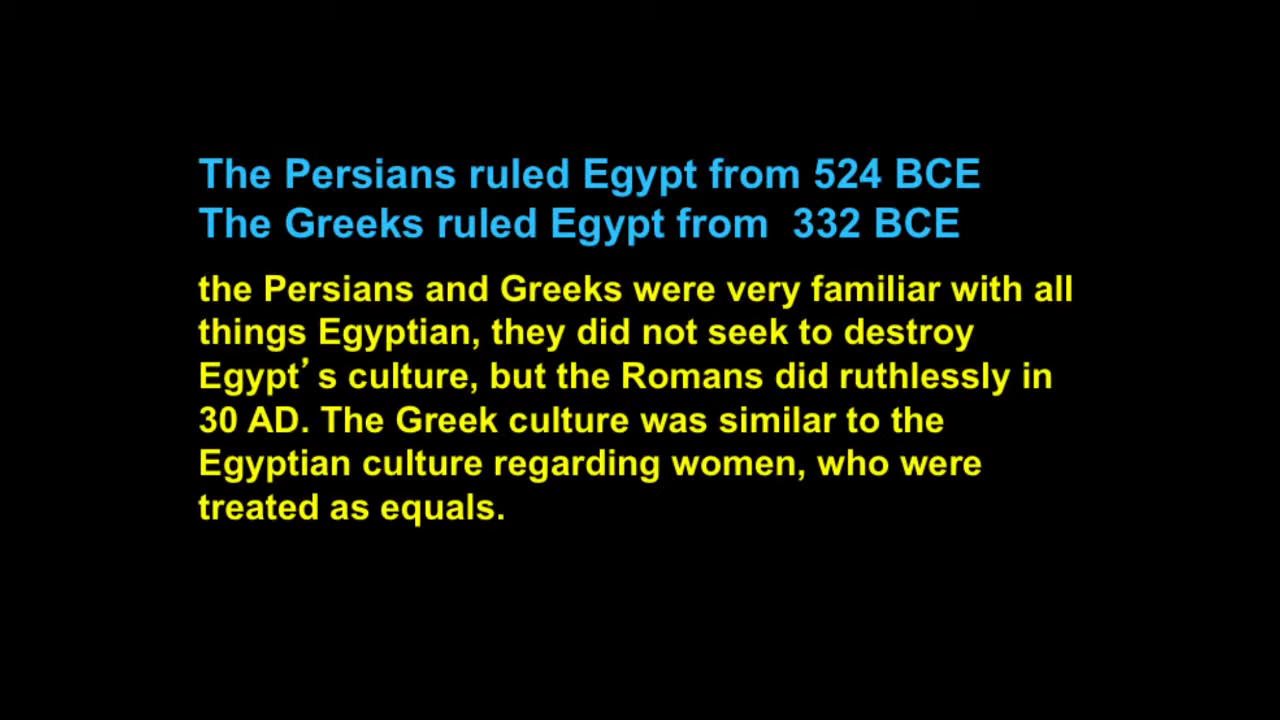 The Persians ruled Egypt from 524 BCE
The Greeks ruled Egypt from  332 BCE
the Persians and Greeks were very familiar with all
things Egyptian, they did not seek to destroy
Egypt’s culture, but the Romans did ruthlessly in
30 AD. The Greek culture was similar to the
Egyptian culture regarding women, who were
treated as equals.